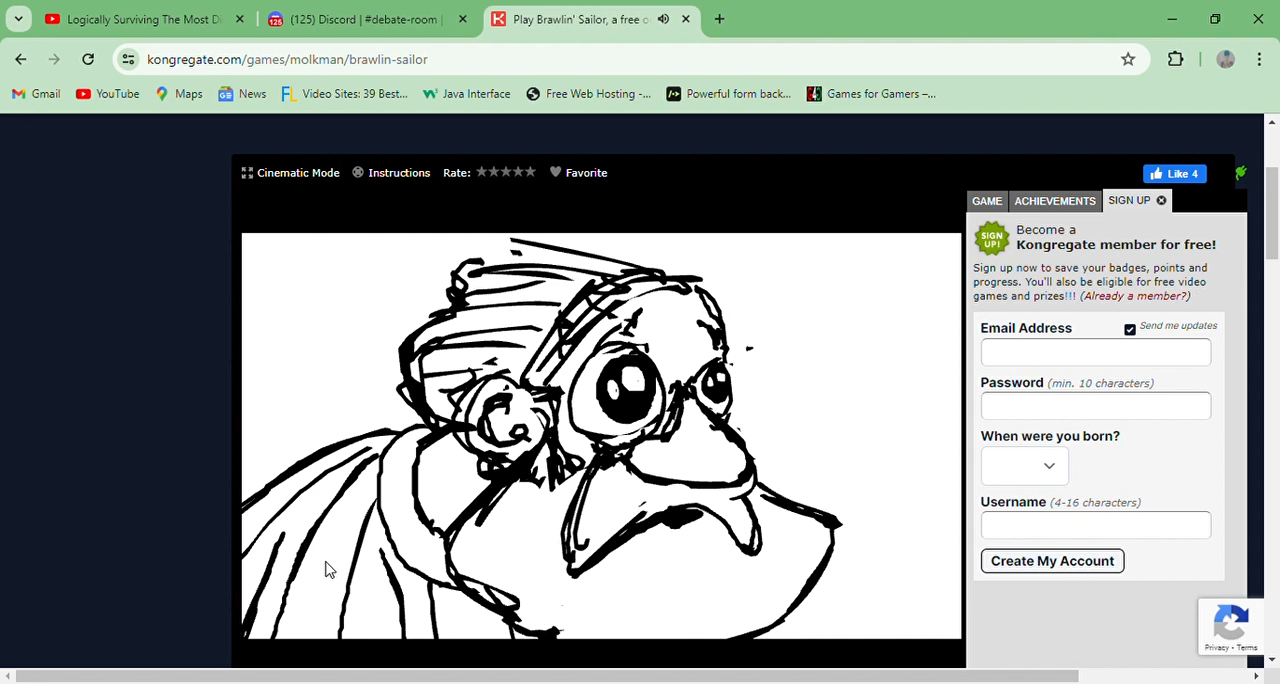 Logically Surviving The Most Di
(125) Discord | #debate-room |
Play Brawlin' Sailor, a free o
kongregate.com/games/molkman/brawlin-sailor
Gmail
YouTube
Maps
News
Video Sites: 39 Best...
Java Interface
Free Web Hosting -...
Powerful form back...
Games for Gamers –...
Cinematic Mode
Instructions
Rate:
Favorite
Like 4
GAME
ACHIEVEMENTS
SIGN UP
SIGN
UP!
Become a
Kongregate member for free!
Sign up now to save your badges, points and
progress. You'll also be eligible for free video
games and prizes!!! (Already a member?)
Email Address
Send me updates
Password (min. 10 characters)
When were you born?
Username (4-16 characters)
Create My Account
Privacy - Terms